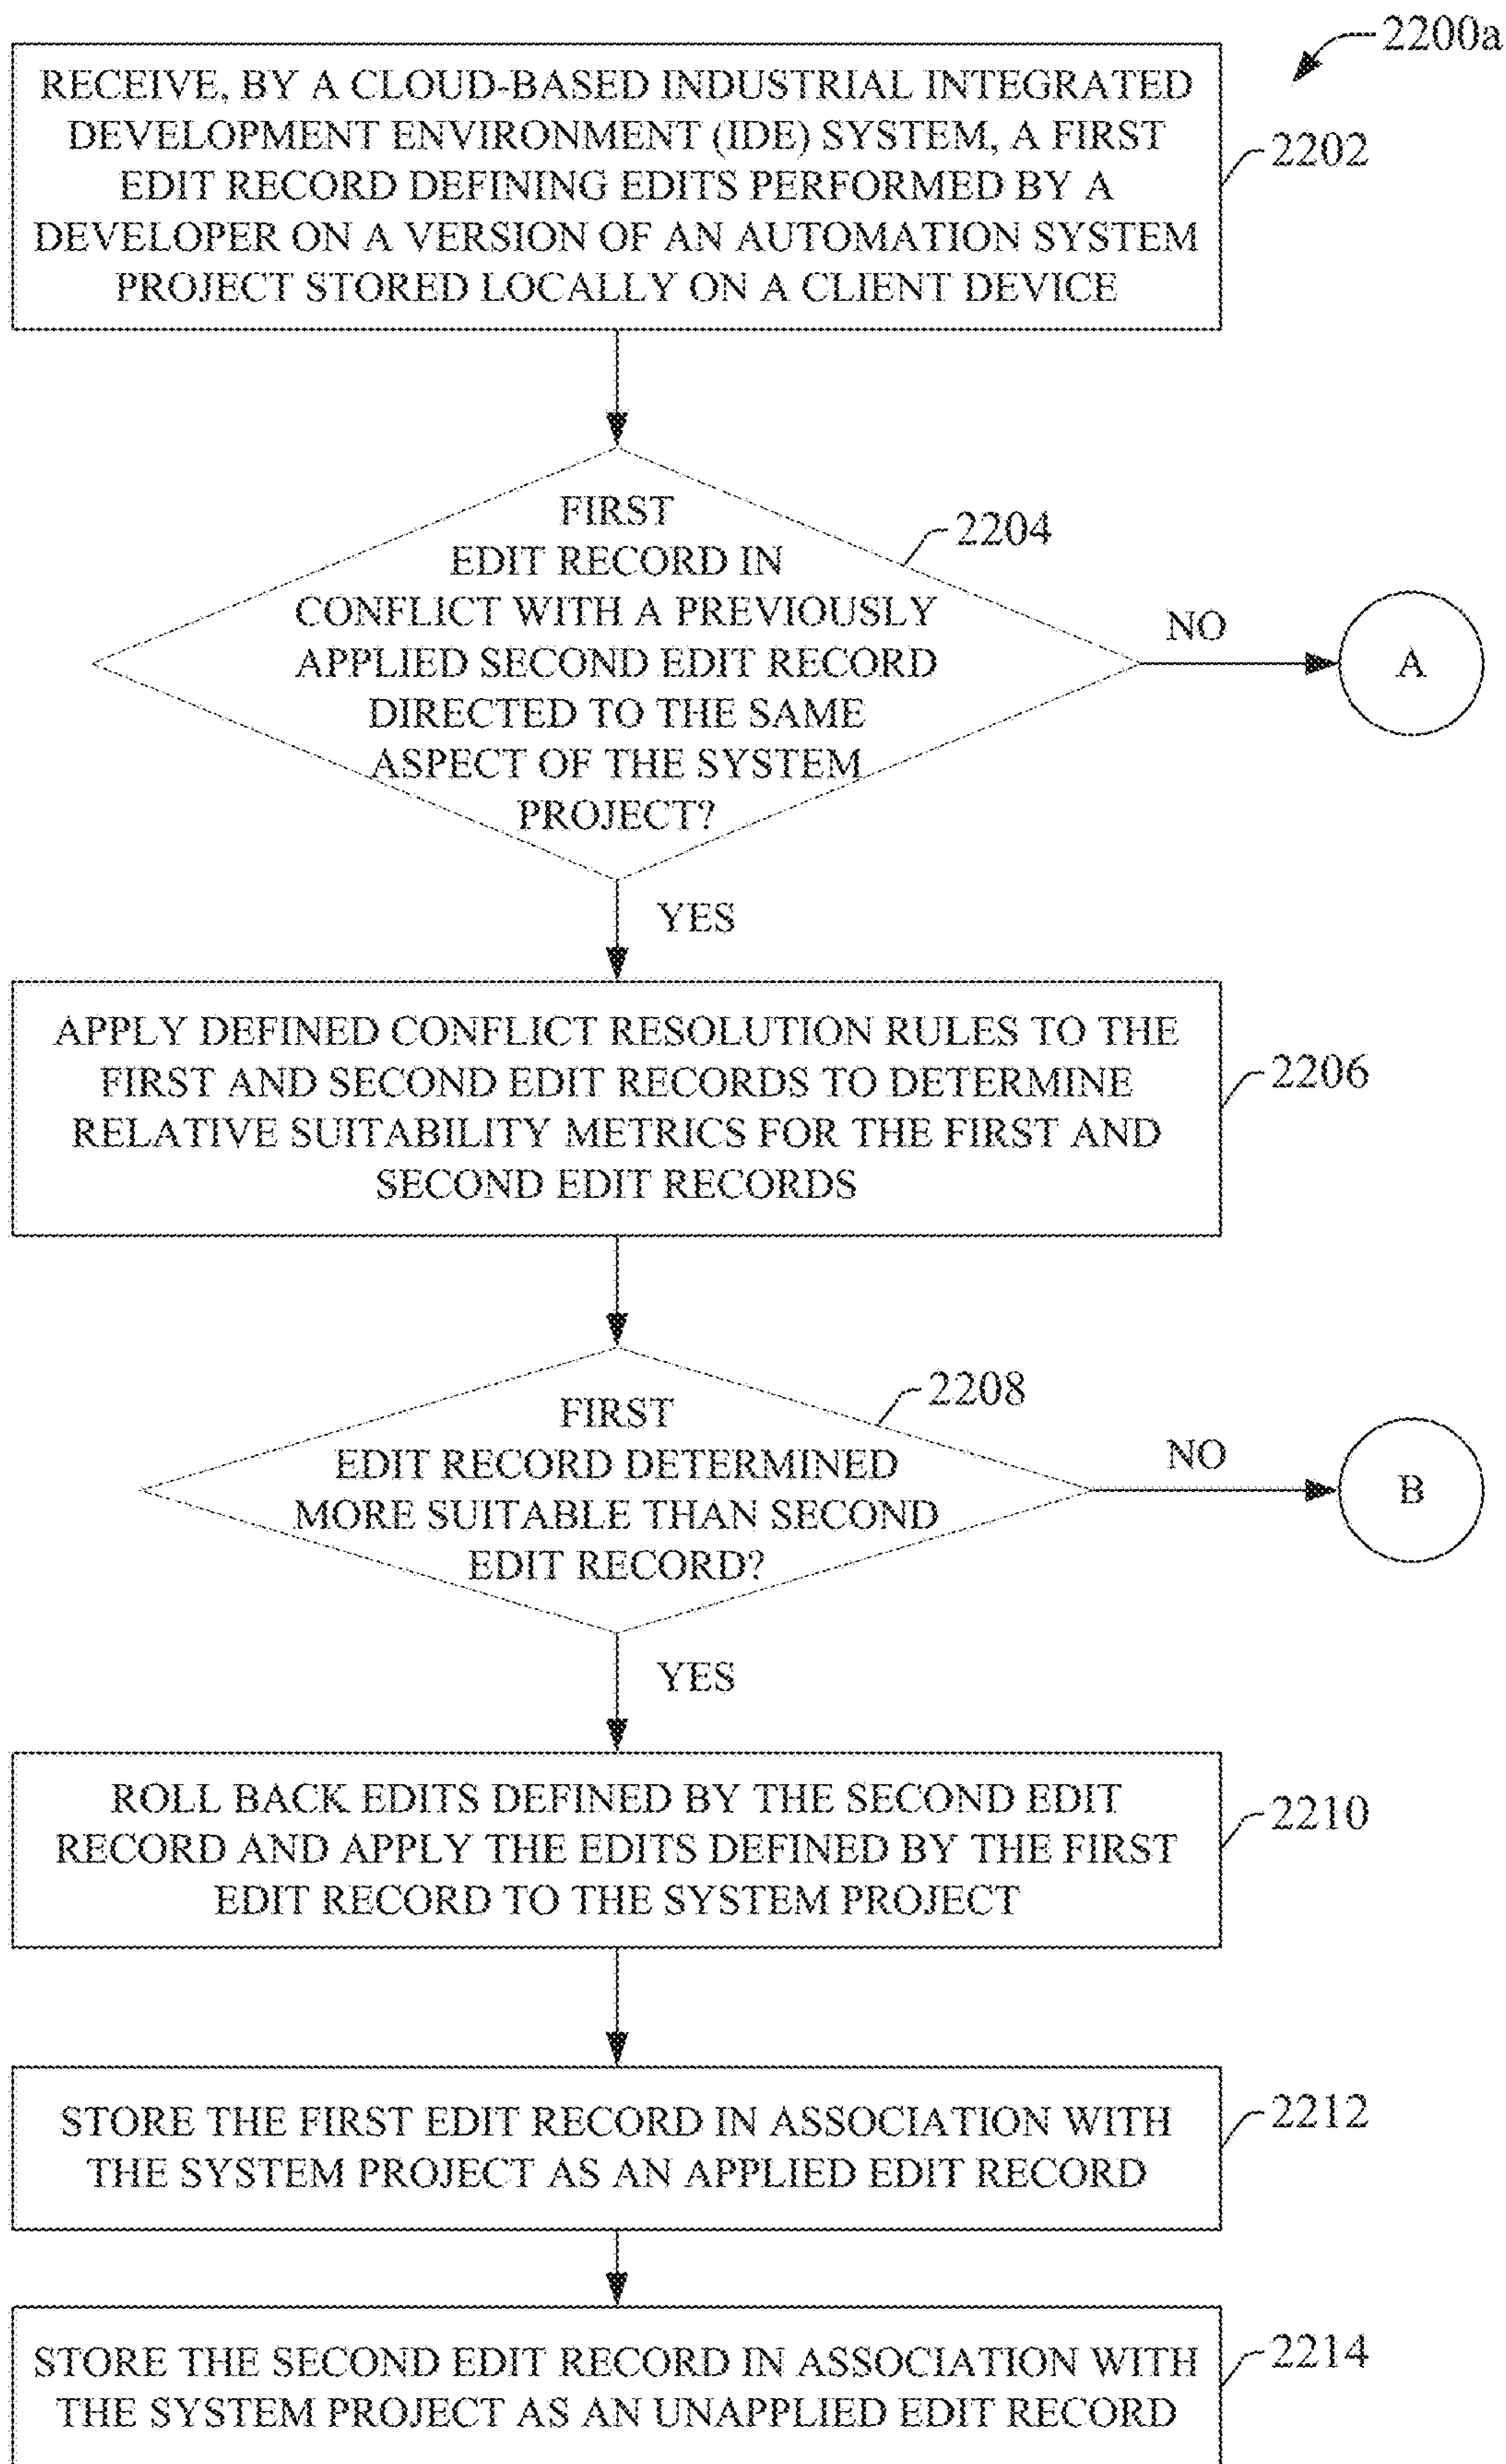 2200a
RECEIVE, BY A CLOUD-BASED INDUSTRIAL INTEGRATED
DEVELOPMENT ENVIRONMENT (IDE) SYSTEM, A FIRST
EDIT RECORD DEFINING EDITS PERFORMED BY A
DEVELOPER ON A VERSION OF AN AUTOMATION SYSTEM
PROJECT STORED LOCALLY ON A CLIENT DEVICE
2202
FIRST
EDIT RECORD IN
CONFLICT WITH A PREVIOUSLY
APPLIED SECOND EDIT RECORD
DIRECTED TO THE SAME
ASPECT OF THE SYSTEM
PROJECT?
2204
NO
A
YES
APPLY DEFINED CONFLICT RESOLUTION RULES TO THE
FIRST AND SECOND EDIT RECORDS TO DETERMINE
RELATIVE SUITABILITY METRICS FOR THE FIRST AND
SECOND EDIT RECORDS
2206
FIRST
EDIT RECORD DETERMINED
MORE SUITABLE THAN SECOND
EDIT RECORD?
2208
NO
B
YES
ROLL BACK EDITS DEFINED BY THE SECOND EDIT
RECORD AND APPLY THE EDITS DEFINED BY THE FIRST
EDIT RECORD TO THE SYSTEM PROJECT
2210
STORE THE FIRST EDIT RECORD IN ASSOCIATION WITH
THE SYSTEM PROJECT AS AN APPLIED EDIT RECORD
2212
STORE THE SECOND EDIT RECORD IN ASSOCIATION WITH
THE SYSTEM PROJECT AS AN UNAPPLIED EDIT RECORD
2214